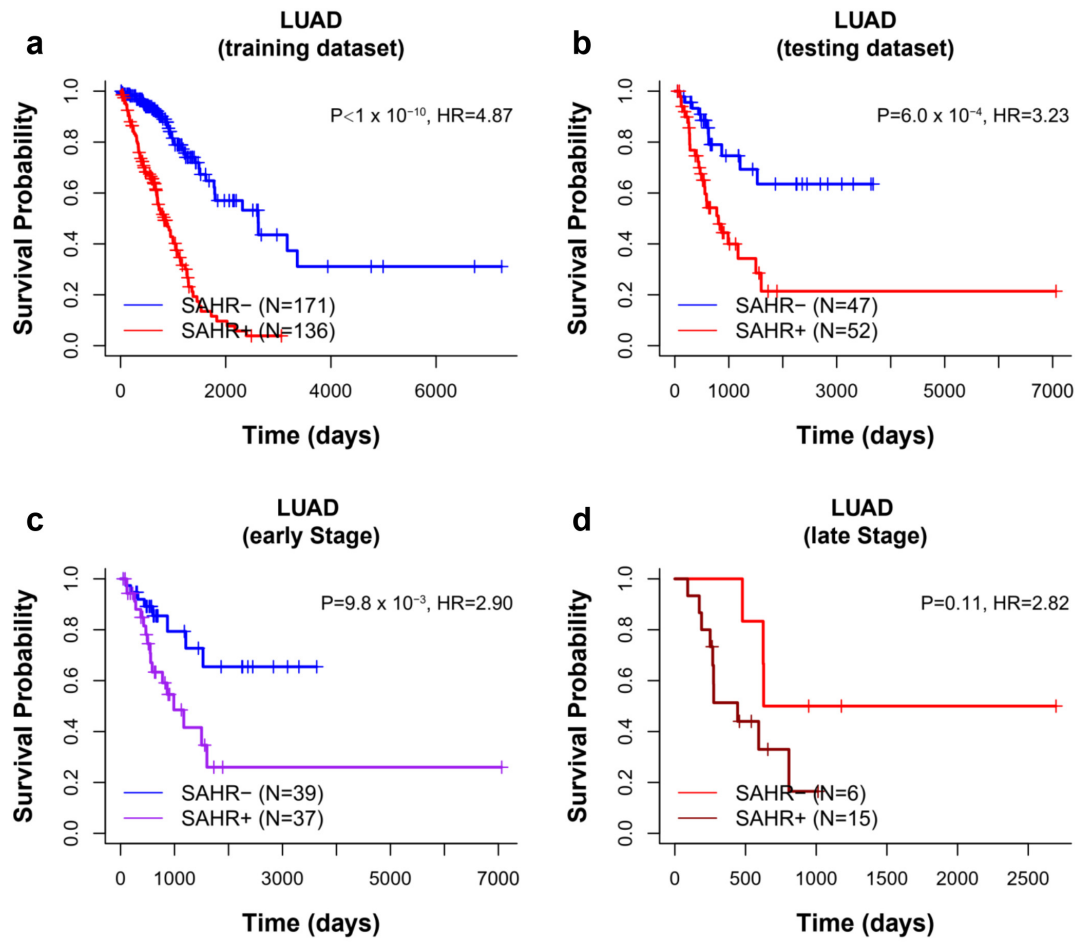 a
LUAD
(training dataset)
P<1 x 10⁻¹⁰, HR=4.87
Survival Probability
1.0
0.8
0.6
0.4
0.2
0.0
SAHR− (N=171)
SAHR+ (N=136)
0 2000 4000 6000
Time (days)
b
LUAD
(testing dataset)
P=6.0 x 10⁻⁴, HR=3.23
Survival Probability
1.0
0.8
0.6
0.4
0.2
0.0
SAHR− (N=47)
SAHR+ (N=52)
0 1000 3000 5000 7000
Time (days)
c
LUAD
(early Stage)
P=9.8 x 10⁻³, HR=2.90
Survival Probability
1.0
0.8
0.6
0.4
0.2
0.0
SAHR− (N=39)
SAHR+ (N=37)
0 1000 3000 5000 7000
Time (days)
d
LUAD
(late Stage)
P=0.11, HR=2.82
Survival Probability
1.0
0.8
0.6
0.4
0.2
0.0
SAHR− (N=6)
SAHR+ (N=15)
0 500 1000 1500 2000 2500
Time (days)